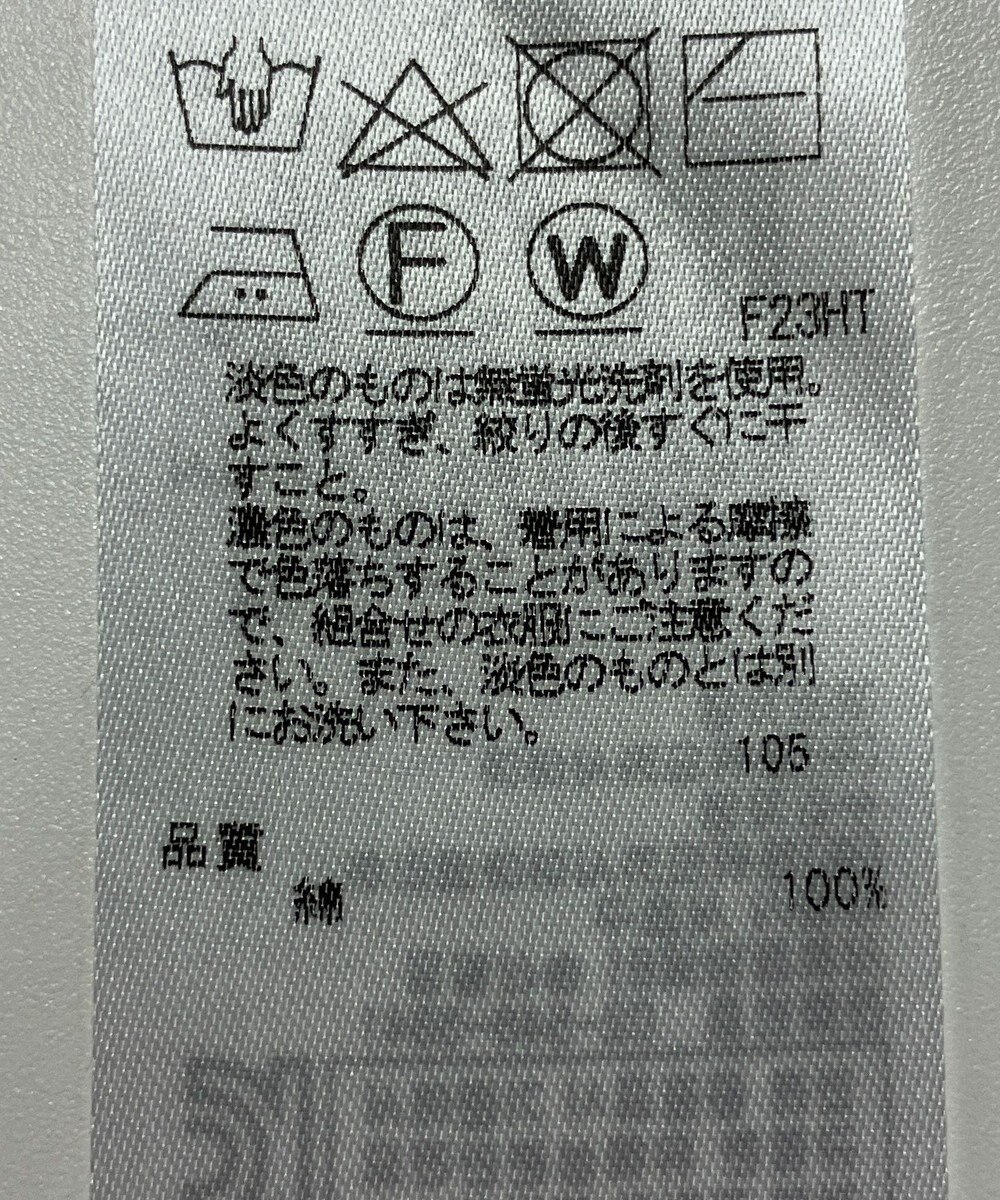 F
W
F23HT
淡色のものは無蛍光洗剤を使用。
よくすすぎ、絞りの後すぐに干
すこと。
濃色のものは、着用による摩擦
で色落ちすることがありますの
で、組合せの衣服にご注意くだ
さい。また、淡色のものとは別
にお洗い下さい。
105
品質
綿 100%